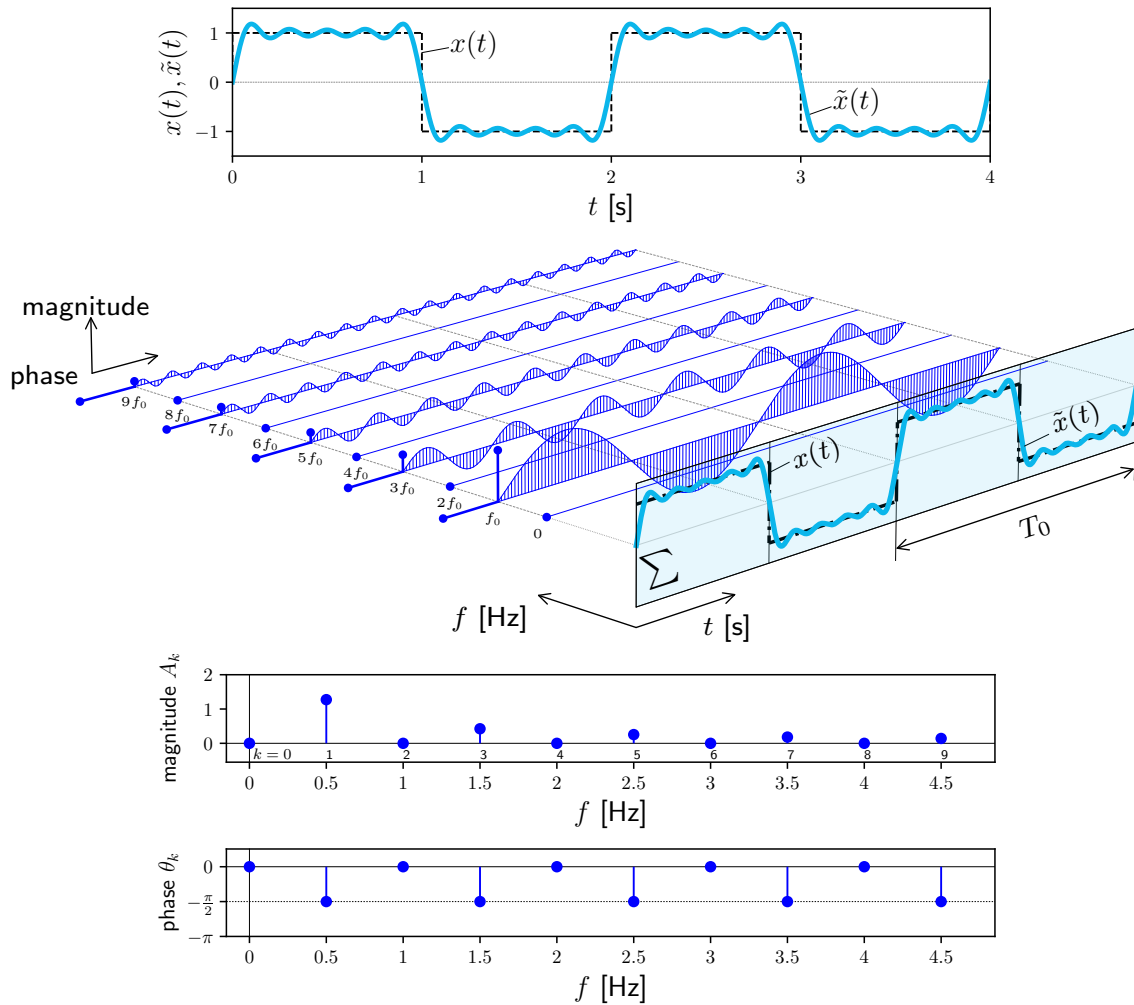 x(t), x̃(t)
1
0
−1
x(t)
x̃(t)
0 1 2 3 4
t [s]
magnitude
phase
9f₀
8f₀
7f₀
6f₀
5f₀
4f₀
3f₀
2f₀
f₀
0
x(t)
x̃(t)
T₀
∑
f [Hz]
t [s]
magnitude Aₖ
2
1
0
k = 0 1 2 3 4 5 6 7 8 9
0 0.5 1 1.5 2 2.5 3 3.5 4 4.5
f [Hz]
phase θₖ
0
−π/2
−π
0 0.5 1 1.5 2 2.5 3 3.5 4 4.5
f [Hz]